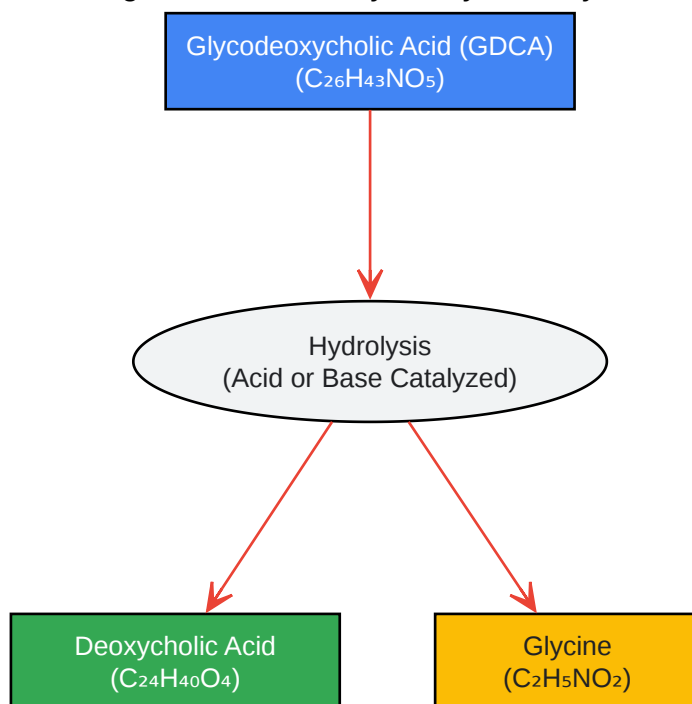 Glycodeoxycholic Acid (GDCA)
(C₂₆H₄₃NO₅)
Hydrolysis
(Acid or Base Catalyzed)
Deoxycholic Acid
(C₂₄H₄₀O₄)
Glycine
(C₂H₅NO₂)